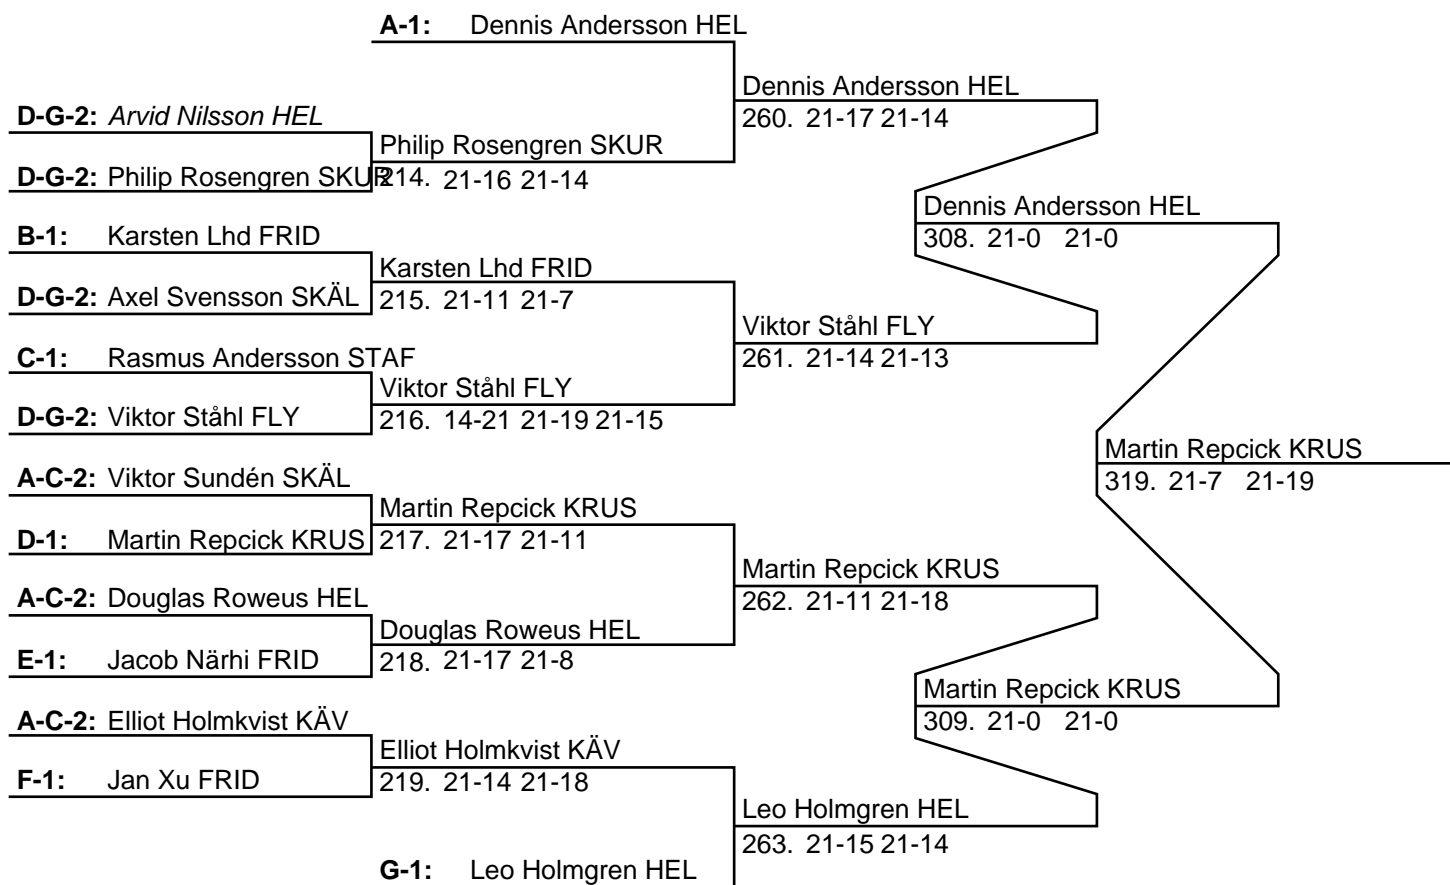 A-1: Dennis Andersson HEL
Dennis Andersson HEL
260. 21-17 21-14
D-G-2: Arvid Nilsson HEL
Philip Rosengren SKUR
D-G-2: Philip Rosengren SKUR
214. 21-16 21-14
Dennis Andersson HEL
308. 21-0 21-0
B-1: Karsten Lhd FRID
Karsten Lhd FRID
D-G-2: Axel Svensson SKÄL
215. 21-11 21-7
Viktor Ståhl FLY
261. 21-14 21-13
C-1: Rasmus Andersson STAF
Viktor Ståhl FLY
D-G-2: Viktor Ståhl FLY
216. 14-21 21-19 21-15
Martin Repcick KRUS
319. 21-7 21-19
A-C-2: Viktor Sundén SKÄL
Martin Repcick KRUS
D-1: Martin Repcick KRUS
217. 21-17 21-11
Martin Repcick KRUS
262. 21-11 21-18
A-C-2: Douglas Roweus HEL
Douglas Roweus HEL
E-1: Jacob Närhi FRID
218. 21-17 21-8
Martin Repcick KRUS
309. 21-0 21-0
A-C-2: Elliot Holmkvist KÄV
Elliot Holmkvist KÄV
F-1: Jan Xu FRID
219. 21-14 21-18
Leo Holmgren HEL
263. 21-15 21-14
G-1: Leo Holmgren HEL